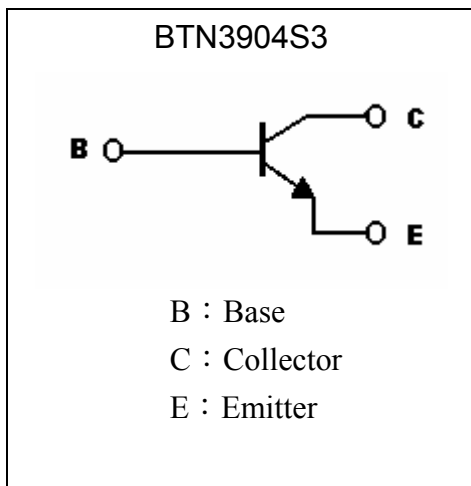 BTN3904S3
C
B
E
B：Base
C：Collector
E：Emitter